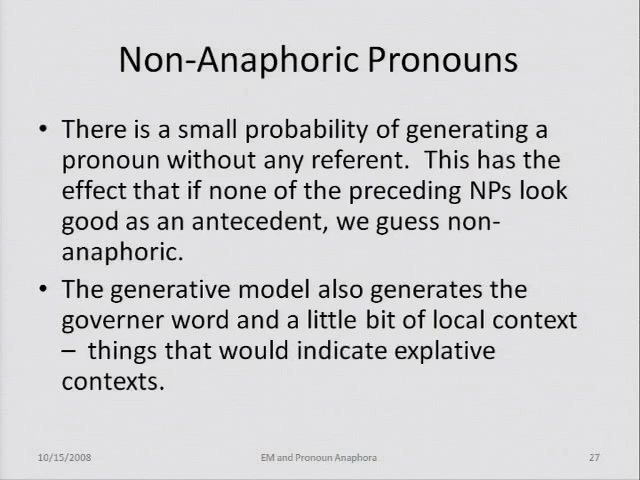 Non-Anaphoric Pronouns
• There is a small probability of generating a
pronoun without any referent.  This has the
effect that if none of the preceding NPs look
good as an antecedent, we guess non-
anaphoric.
• The generative model also generates the
governer word and a little bit of local context
–  things that would indicate explative
contexts.
10/15/2008
EM and Pronoun Anaphora
27